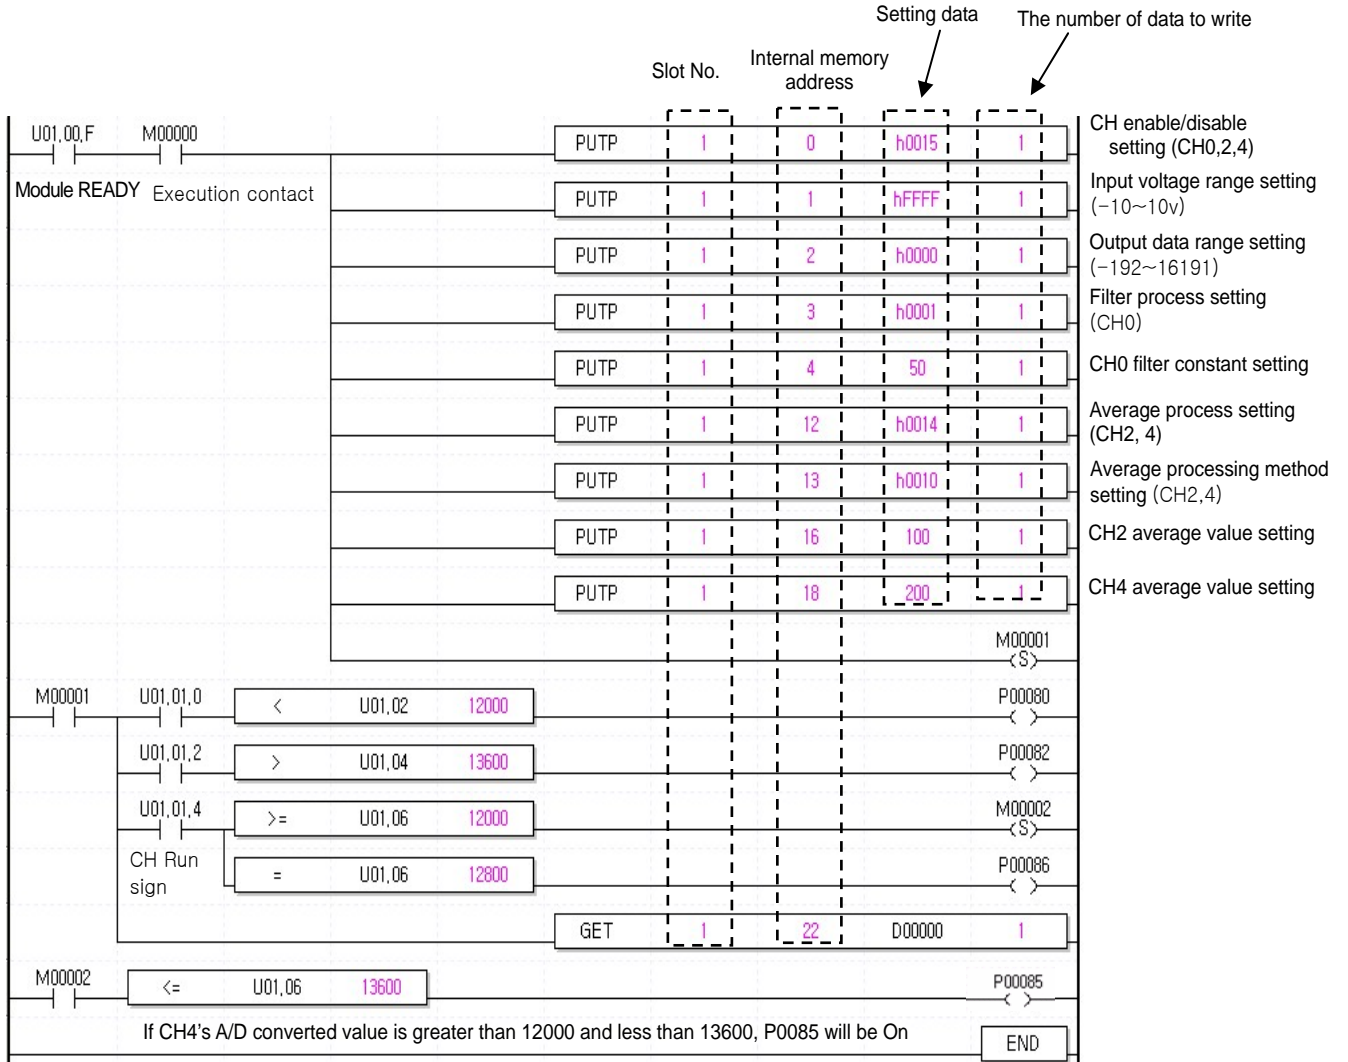 Setting data
The number of data to write
Slot No.
Internal memory
address
U01,00,F M00000
PUTP 1 0 h0015 1
CH enable/disable
setting (CH0,2,4)
Module READY Execution contact
PUTP 1 1 hFFFF 1
Input voltage range setting
(-10~10v)
PUTP 1 2 h0000 1
Output data range setting
(-192~16191)
PUTP 1 3 h0001 1
Filter process setting
(CH0)
PUTP 1 4 50 1
CH0 filter constant setting
PUTP 1 12 h0014 1
Average process setting
(CH2, 4)
PUTP 1 13 h0010 1
Average processing method
setting (CH2,4)
PUTP 1 16 100 1
CH2 average value setting
PUTP 1 18 200 1
CH4 average value setting
M00001
(S)
M00001 U01,01,0 < U01,02 12000 P00080
( )
U01,01,2 > U01,04 13600 P00082
( )
U01,01,4 >= U01,06 12000 M00002
(S)
CH Run
sign
= U01,06 12800 P00086
( )
GET 1 22 D00000 1
M00002 <= U01,06 13600 P00085
( )
If CH4's A/D converted value is greater than 12000 and less than 13600, P0085 will be On
END